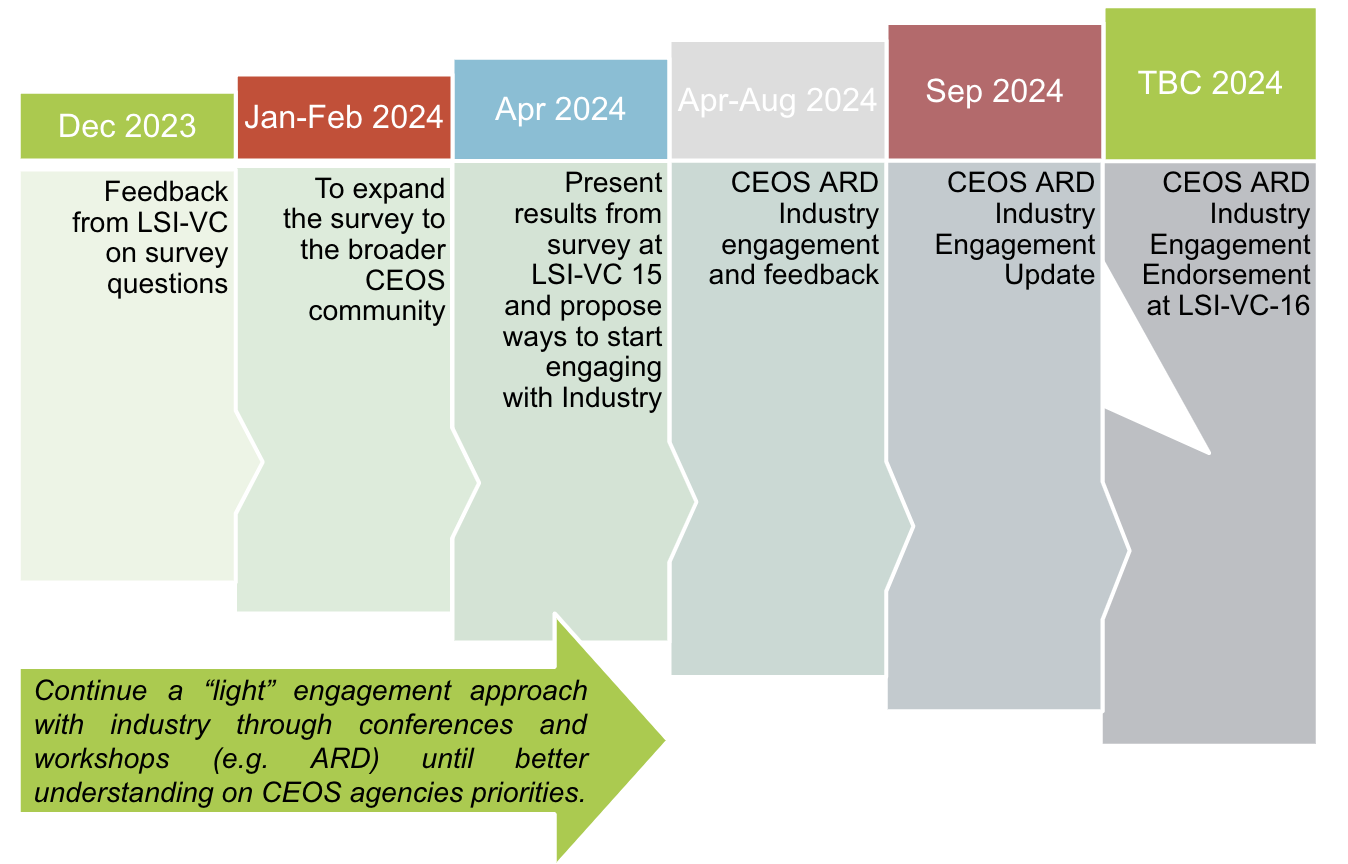 Dec 2023
Feedback
from LSI-VC
on survey
questions
Jan-Feb 2024
To expand
the survey to
the broader
CEOS
community
Apr 2024
Present
results from
survey at
LSI-VC 15
and propose
ways to start
engaging
with Industry
Apr-Aug 2024
CEOS ARD
Industry
engagement
and feedback
Sep 2024
CEOS ARD
Industry
Engagement
Update
TBC 2024
CEOS ARD
Industry
Engagement
Endorsement
at LSI-VC-16
Continue a “light” engagement approach
with industry through conferences and
workshops (e.g. ARD) until better
understanding on CEOS agencies priorities.